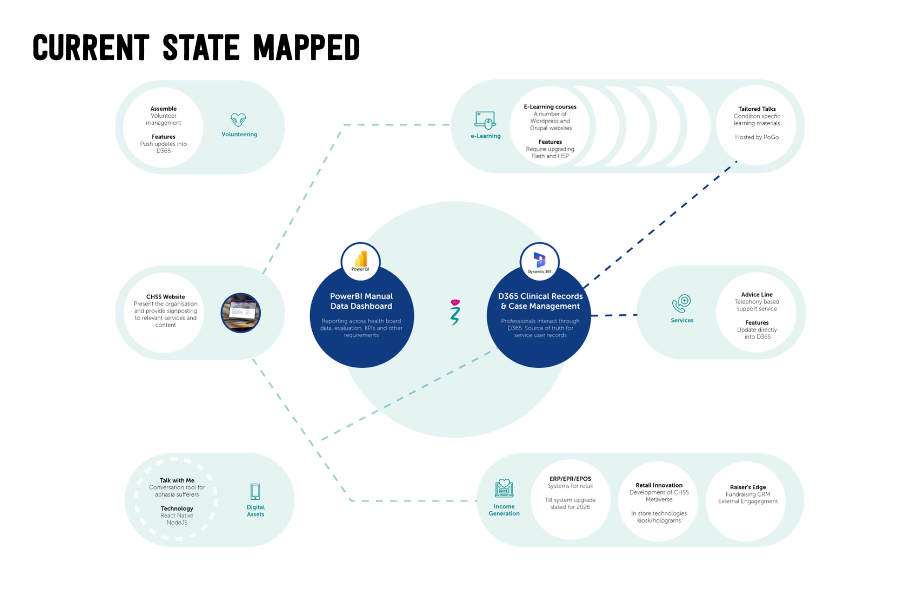 CURRENT STATE MAPPED
Assemble
Volunteer
management
Features
Push updates into
D365
Volunteering
e-Learning
E-Learning courses
A number of
Wordpress and
Drupal websites
Features
Require upgrading
Flash and H5P
Tailored Talks
Condition specific
learning materials
Hosted by PoGo
CHSS Website
Present the organisation
and provide signposting
to relevant services and
content
Power BI
PowerBI Manual
Data Dashboard
Reporting across health board
data, evaluation, KPIs and other
requirements
Dynamics 365
D365 Clinical Records
& Case Management
Professionals interact through
D365. Source of truth for
service user records
Services
Advice Line
Telephony based
support service
Features
Update directly
into D365
Talk with Me
Conversation tool for
aphasia sufferers
Technology
React Native
NodeJS
Digital
Assets
Income
Generation
ERP/EPR/EPOS
Systems for retail
Till system upgrade
slated for 2026
Retail Innovation
Development of CHSS
Metaverse
In store technologies
kiosk/holograms
Raiser's Edge
Fundraising CRM
External Engagegment